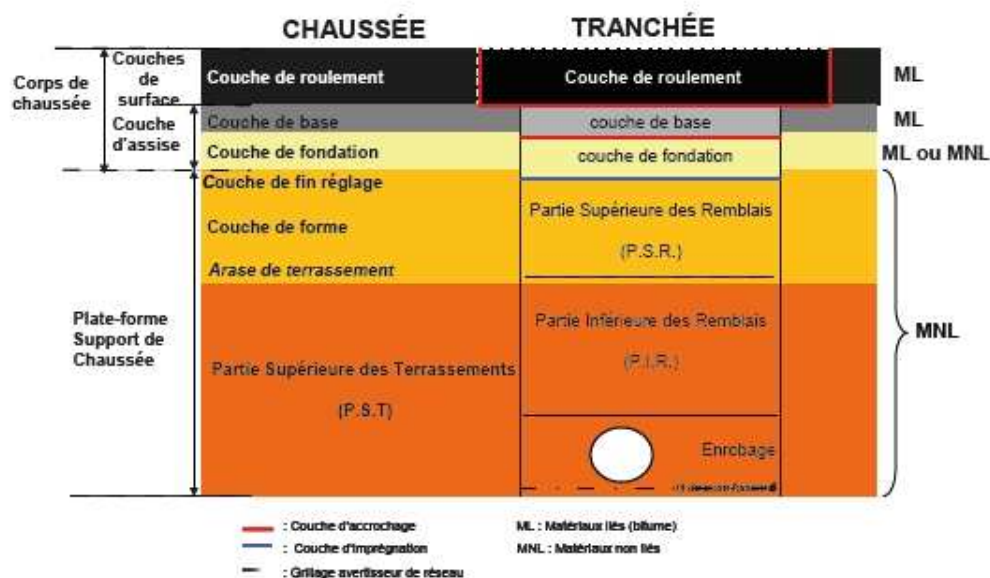 CHAUSSÉE
TRANCHÉE
Corps de
chaussée
Couches
de
surface
Couche
d'assise
Couche de roulement
Couche de roulement
ML
Couche de base
couche de base
ML
Couche de fondation
couche de fondation
ML ou MNL
Couche de fin réglage
Couche de forme
Arase de terrassement
Partie Supérieure des Remblais
(P.S.R.)
Plate-forme
Support de
Chaussée
Partie Supérieure des Terrassements
(P.S.T)
Partie Inférieure des Remblais
(P.I.R.)
Enrobage
MNL
: Couche d'accrochage
: Couche d'imprégnation
: Grillage avertisseur de réseau
ML : Matériaux liés (bitume)
MNL : Matériaux non liés